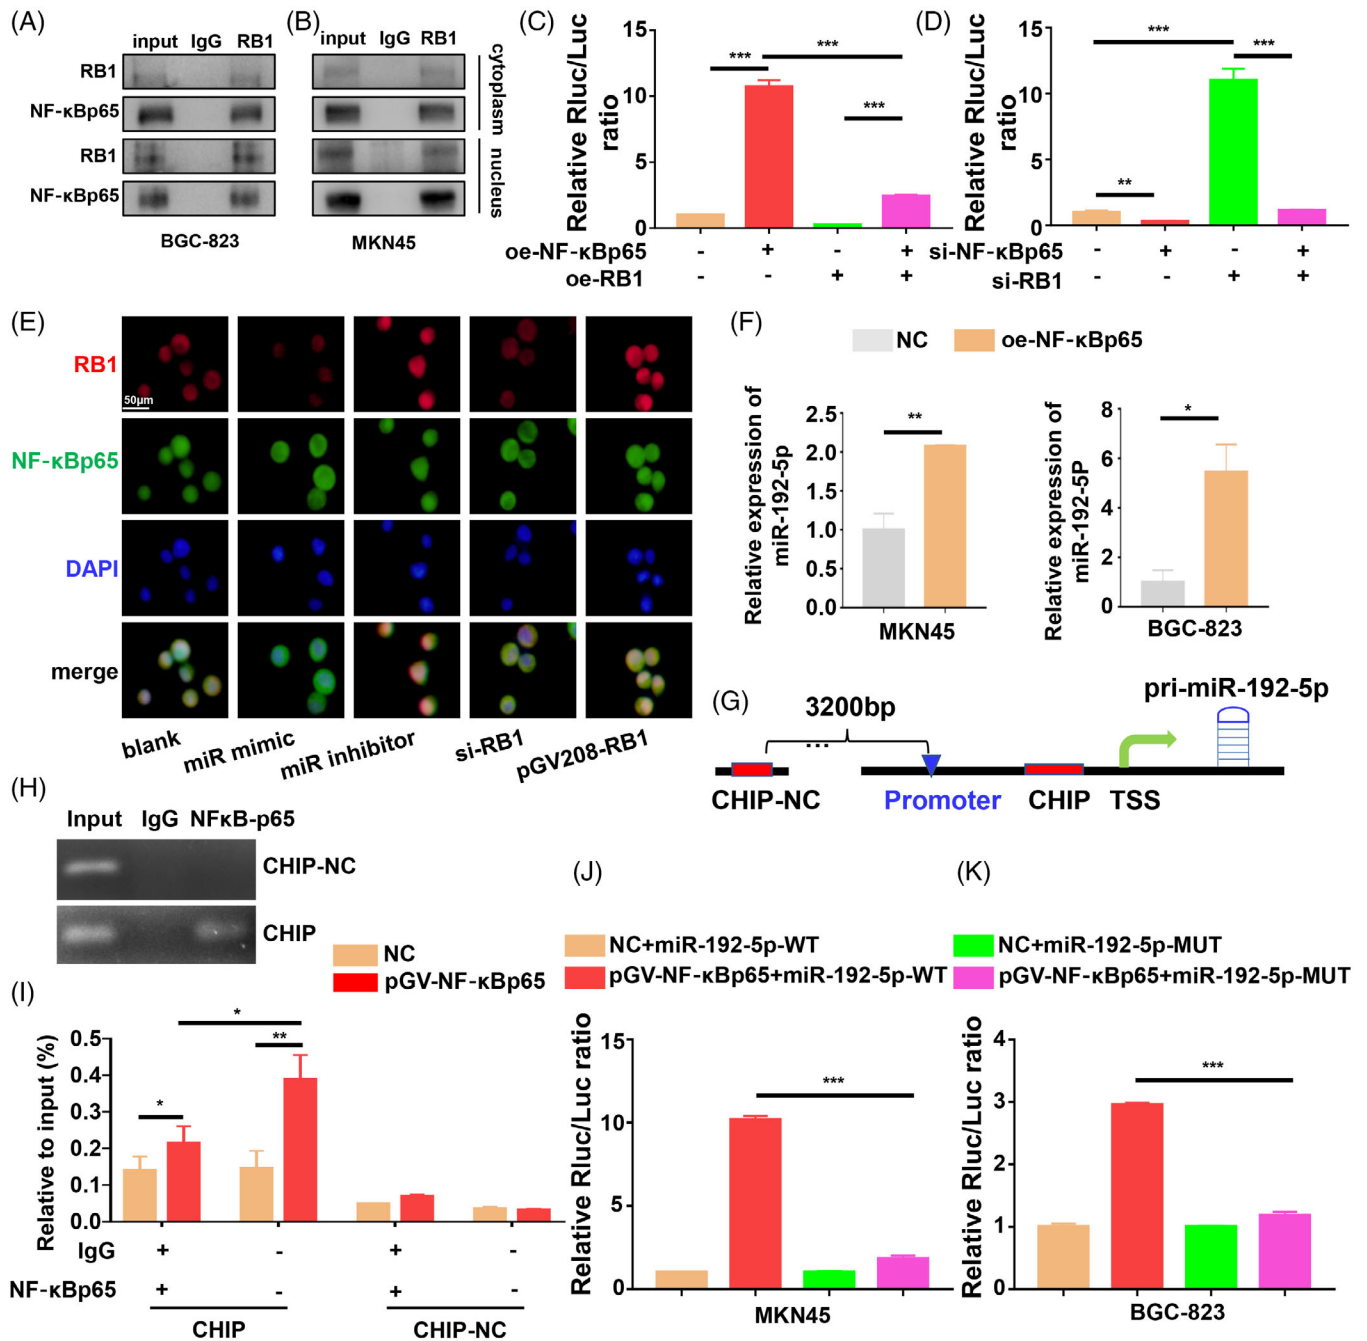 (A)
input IgG RB1
RB1
NF-κBp65
RB1
NF-κBp65
BGC-823
(B)
input IgG RB1
cytoplasm
nucleus
MKN45
(C)
Relative Rluc/Luc
ratio
15
10
5
0
***
***
***
oe-NF-κBp65 - + - +
oe-RB1 - - + +
(D)
Relative Rluc/Luc
ratio
15
10
5
0
***
***
**
si-NF-κBp65 - + - +
si-RB1 - - + +
(E)
RB1
50μm
NF-κBp65
DAPI
merge
blank
miR mimic
miR inhibitor
si-RB1
pGV208-RB1
(F)
NC
oe-NF-κBp65
Relative expression of
miR-192-5p
2.5
2.0
1.5
1.0
0.5
0.0
**
MKN45
Relative expression of
miR-192-5P
8
6
4
2
0
*
BGC-823
(G)
pri-miR-192-5p
3200bp
...
CHIP-NC
Promoter
CHIP
TSS
(H)
Input IgG NFκB-p65
CHIP-NC
CHIP
(I)
NC
pGV-NF-κBp65
Relative to input (%)
0.5
0.4
0.3
0.2
0.1
0.0
*
*
**
IgG + - + -
NF-κBp65 + - + -
CHIP
CHIP-NC
(J)
(K)
NC+miR-192-5p-WT
pGV-NF-κBp65+miR-192-5p-WT
NC+miR-192-5p-MUT
pGV-NF-κBp65+miR-192-5p-MUT
Relative Rluc/Luc ratio
15
10
5
0
***
MKN45
Relative Rluc/Luc ratio
4
3
2
1
0
***
BGC-823